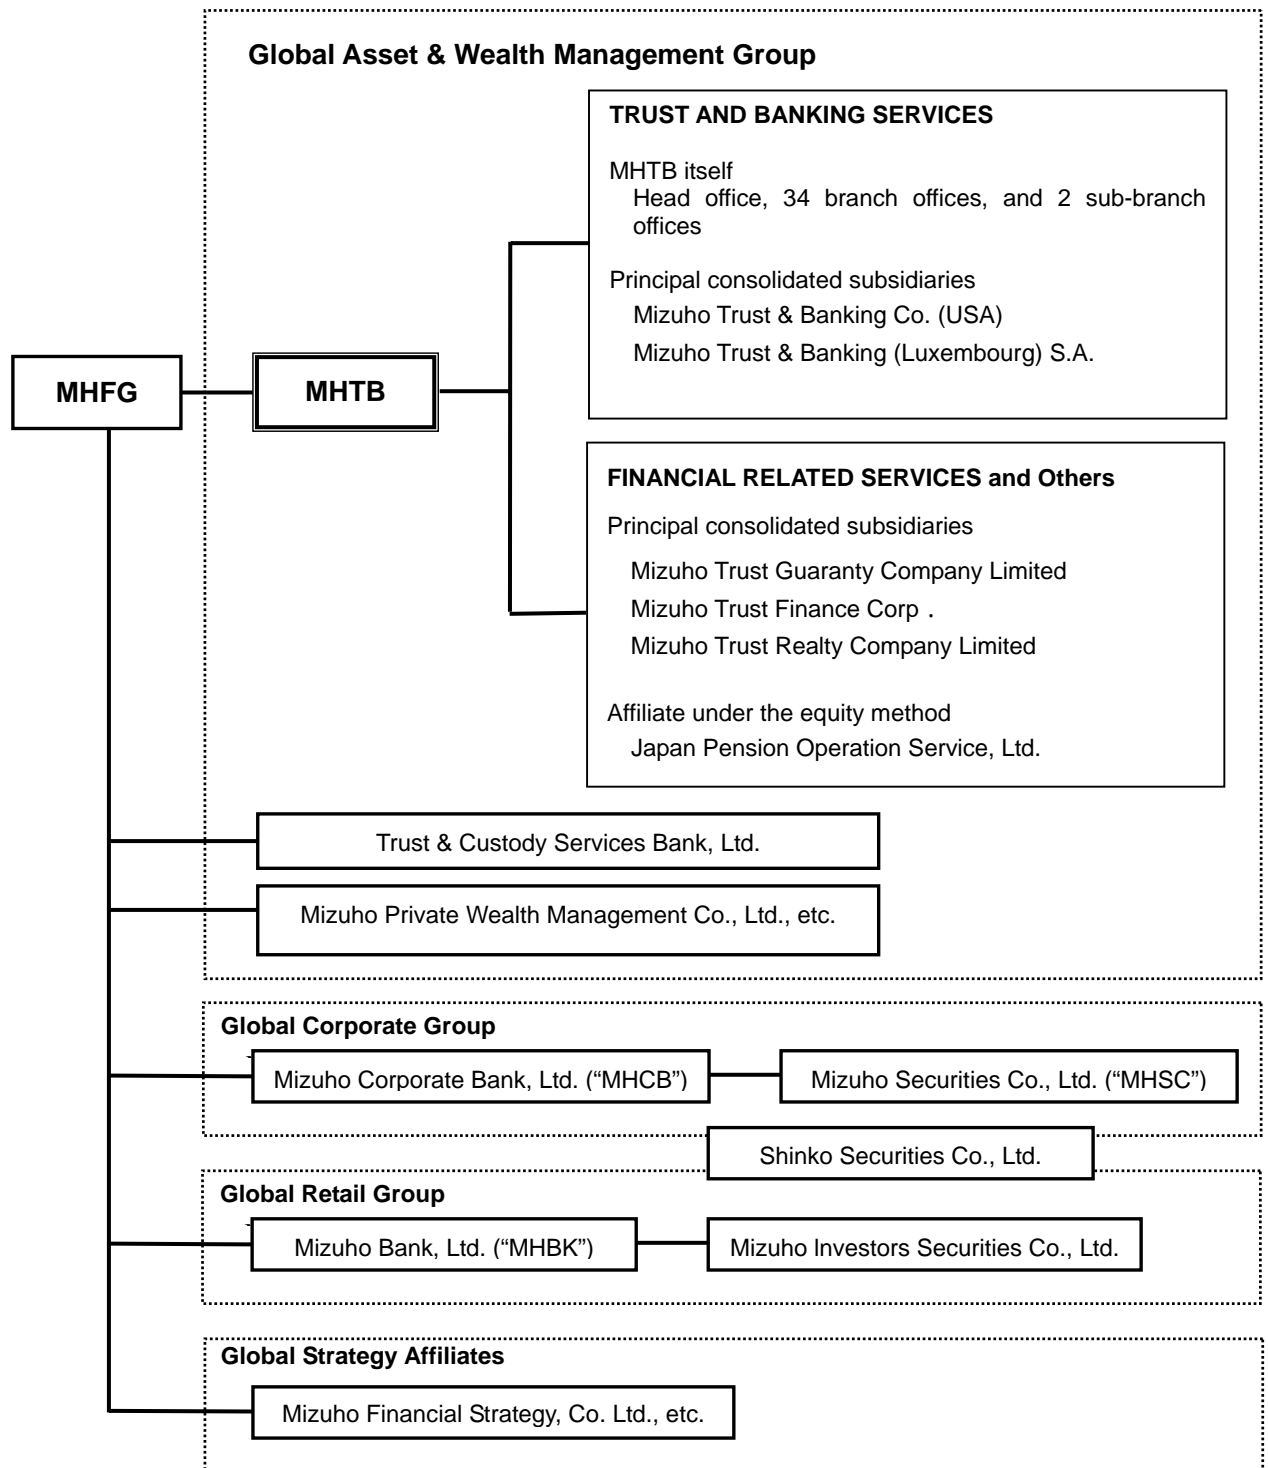 Global Asset & Wealth Management Group
TRUST AND BANKING SERVICES
MHTB itself
Head office, 34 branch offices, and 2 sub-branch
offices
Principal consolidated subsidiaries
Mizuho Trust & Banking Co. (USA)
Mizuho Trust & Banking (Luxembourg) S.A.
MHFG
MHTB
FINANCIAL RELATED SERVICES and Others
Principal consolidated subsidiaries
Mizuho Trust Guaranty Company Limited
Mizuho Trust Finance Corp .
Mizuho Trust Realty Company Limited
Affiliate under the equity method
Japan Pension Operation Service, Ltd.
Trust & Custody Services Bank, Ltd.
Mizuho Private Wealth Management Co., Ltd., etc.
Global Corporate Group
Mizuho Corporate Bank, Ltd. (“MHCB”)
Mizuho Securities Co., Ltd. (“MHSC”)
Shinko Securities Co., Ltd.
Global Retail Group
Mizuho Bank, Ltd. (“MHBK”)
Mizuho Investors Securities Co., Ltd.
Global Strategy Affiliates
Mizuho Financial Strategy, Co. Ltd., etc.